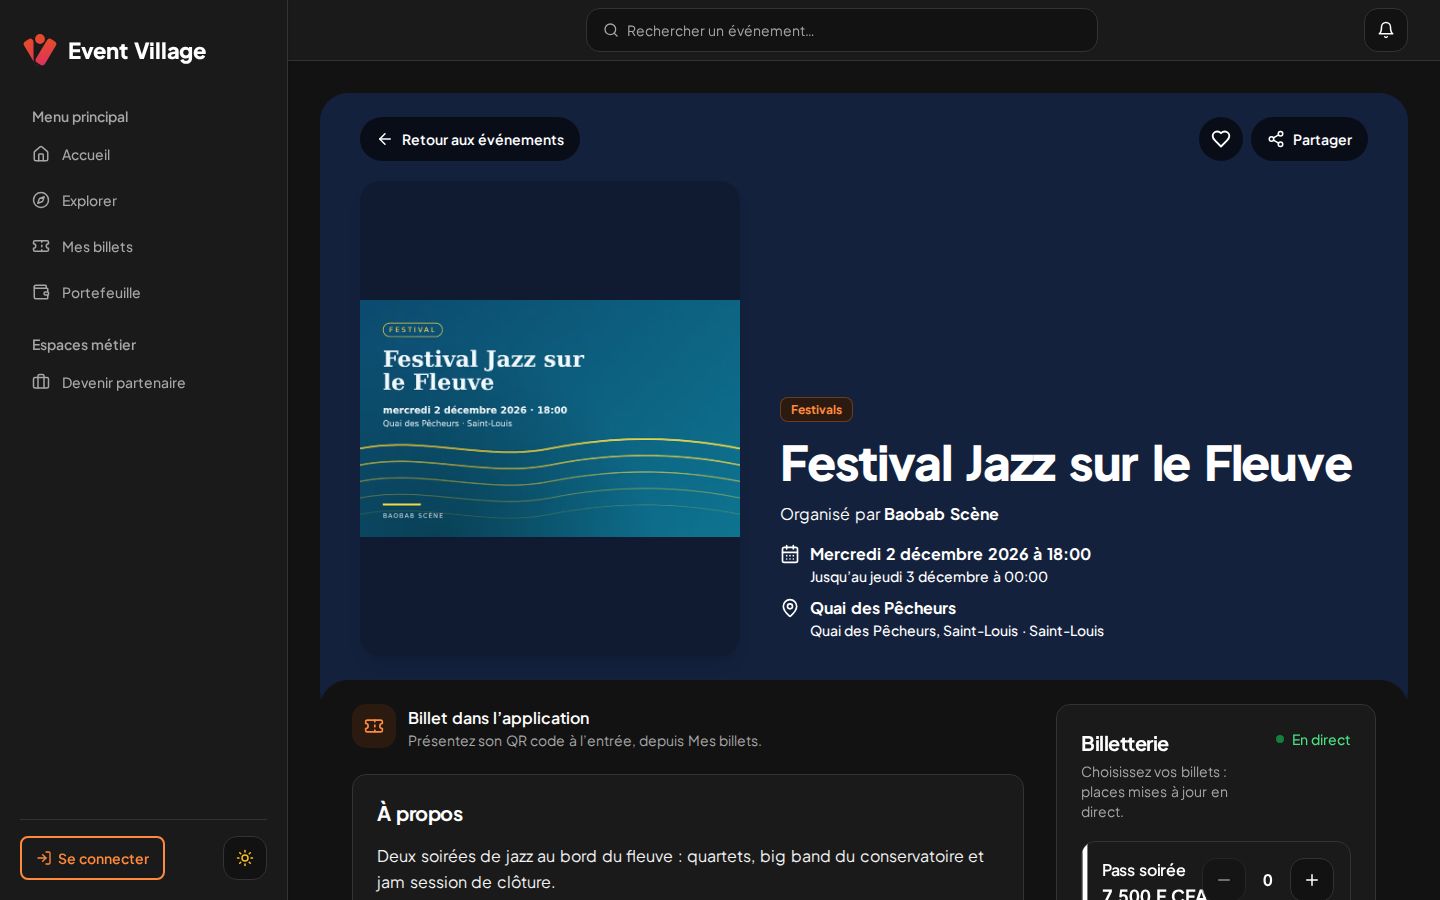 Event Village
Rechercher un événement...
Menu principal
Accueil
Explorer
Mes billets
Portefeuille
Espaces métier
Devenir partenaire
Se connecter
Retour aux événements
Partager
FESTIVAL
Festival Jazz sur
le Fleuve
mercredi 2 décembre 2026 · 18:00
Quai des Pêcheurs · Saint-Louis
BAOBAB SCÈNE
Festivals
Festival Jazz sur le Fleuve
Organisé par Baobab Scène
Mercredi 2 décembre 2026 à 18:00
Jusqu’au jeudi 3 décembre à 00:00
Quai des Pêcheurs
Quai des Pêcheurs, Saint-Louis · Saint-Louis
Billet dans l’application
Présentez son QR code à l’entrée, depuis Mes billets.
À propos
Deux soirées de jazz au bord du fleuve : quartets, big band du conservatoire et
jam session de clôture.
Billetterie
En direct
Choisissez vos billets :
places mises à jour en
direct.
Pass soirée
7 500 F CFA
0